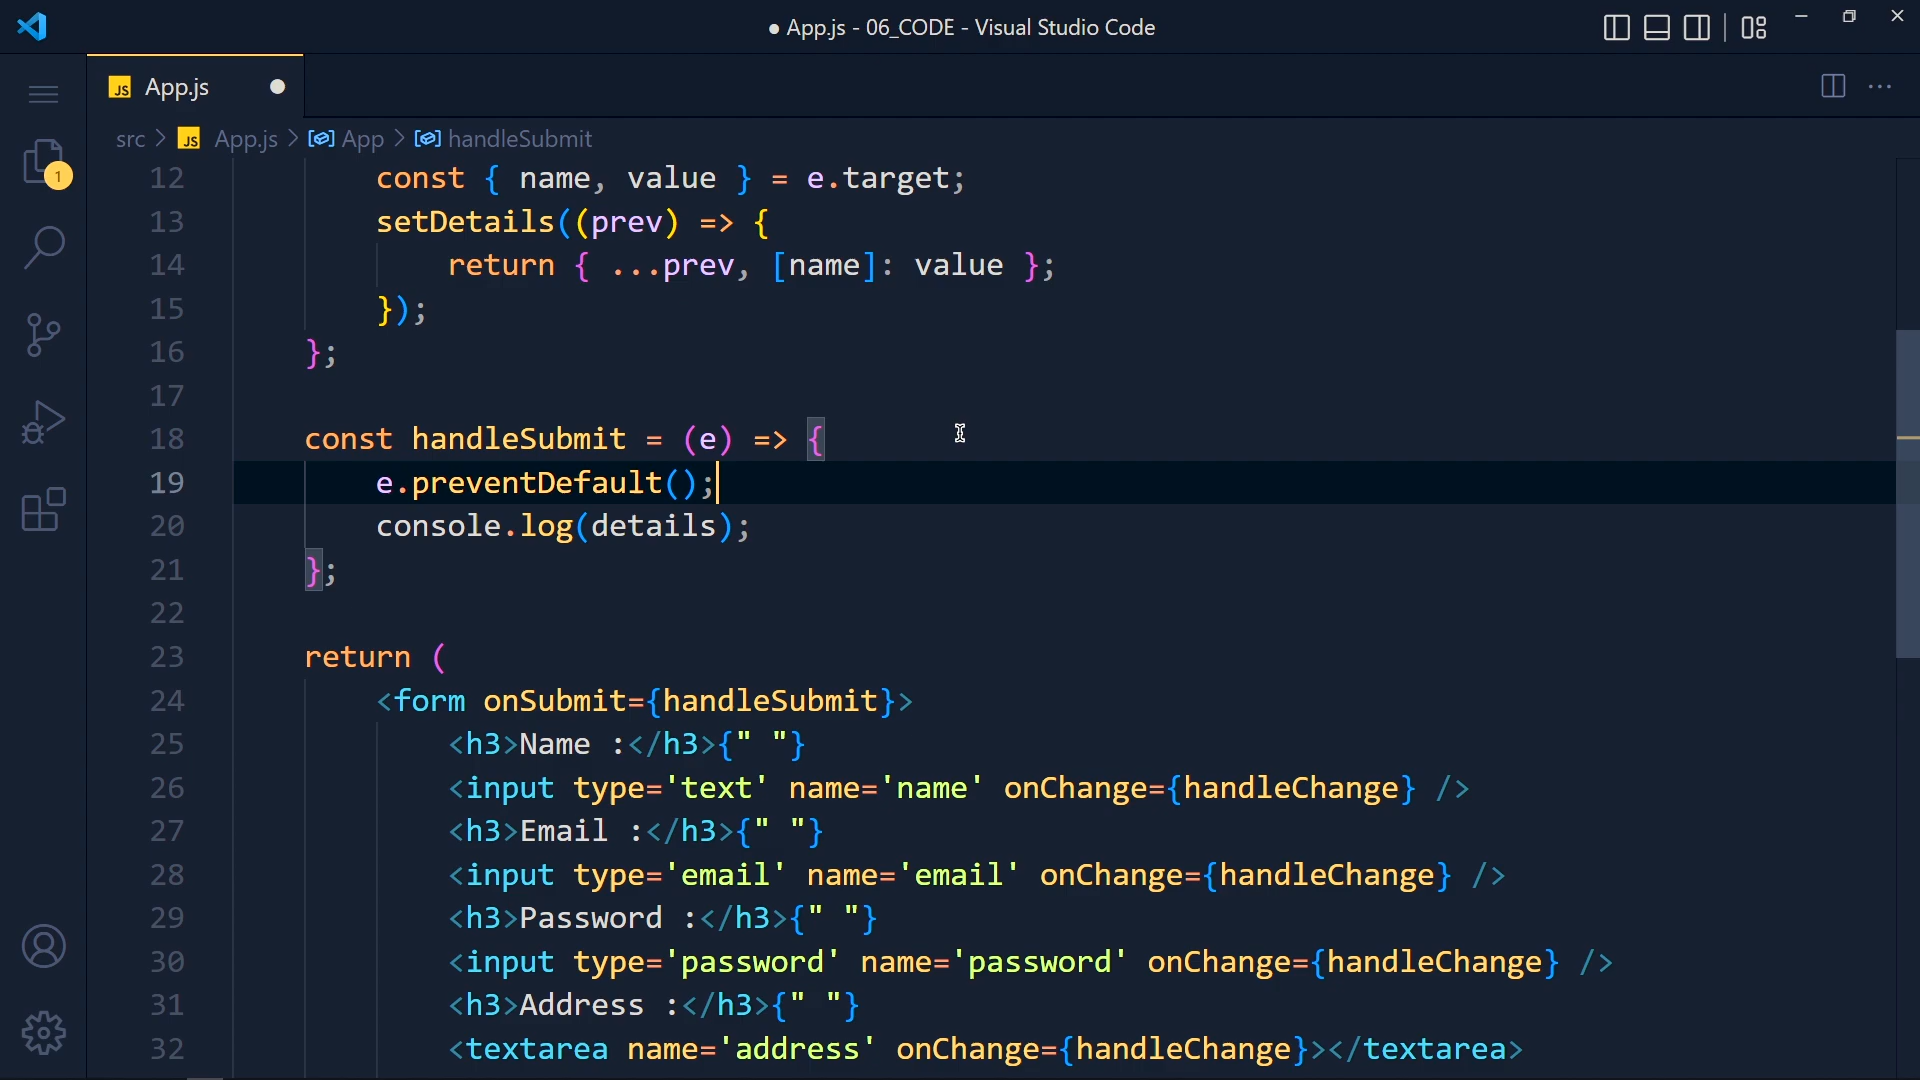 ● App.js - 06_CODE - Visual Studio Code
JS App.js ●
src > JS App.js > App > handleSubmit
1
12 const { name, value } = e.target;
13 setDetails((prev) => {
14 return { ...prev, [name]: value };
15 });
16 };
17
18 const handleSubmit = (e) => {
19 e.preventDefault();
20 console.log(details);
21 };
22
23 return (
24 <form onSubmit={handleSubmit}>
25 <h3>Name :</h3>{" "}
26 <input type='text' name='name' onChange={handleChange} />
27 <h3>Email :</h3>{" "}
28 <input type='email' name='email' onChange={handleChange} />
29 <h3>Password :</h3>{" "}
30 <input type='password' name='password' onChange={handleChange} />
31 <h3>Address :</h3>{" "}
32 <textarea name='address' onChange={handleChange}></textarea>